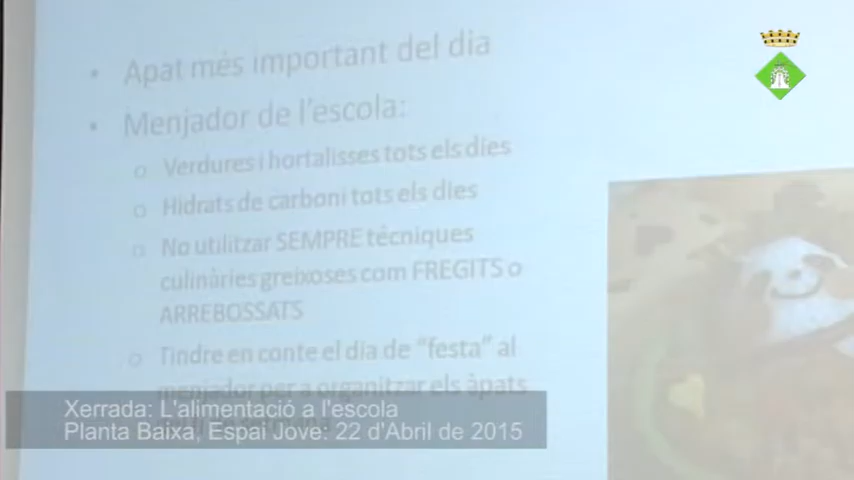 • Apat més important del dia
• Menjador de l'escola:
o Verdures i hortalisses tots els dies
o Hidrats de carboni tots els dies
o No utilitzar SEMPRE tècniques
culinàries greixoses com FREGITS o
ARREBOSSATS
o Tindre en conte el dia de "festa" al
menjador per a organitzar els àpats
Xerrada: L'alimentació a l'escola
Planta Baixa, Espai Jove: 22 d'Abril de 2015